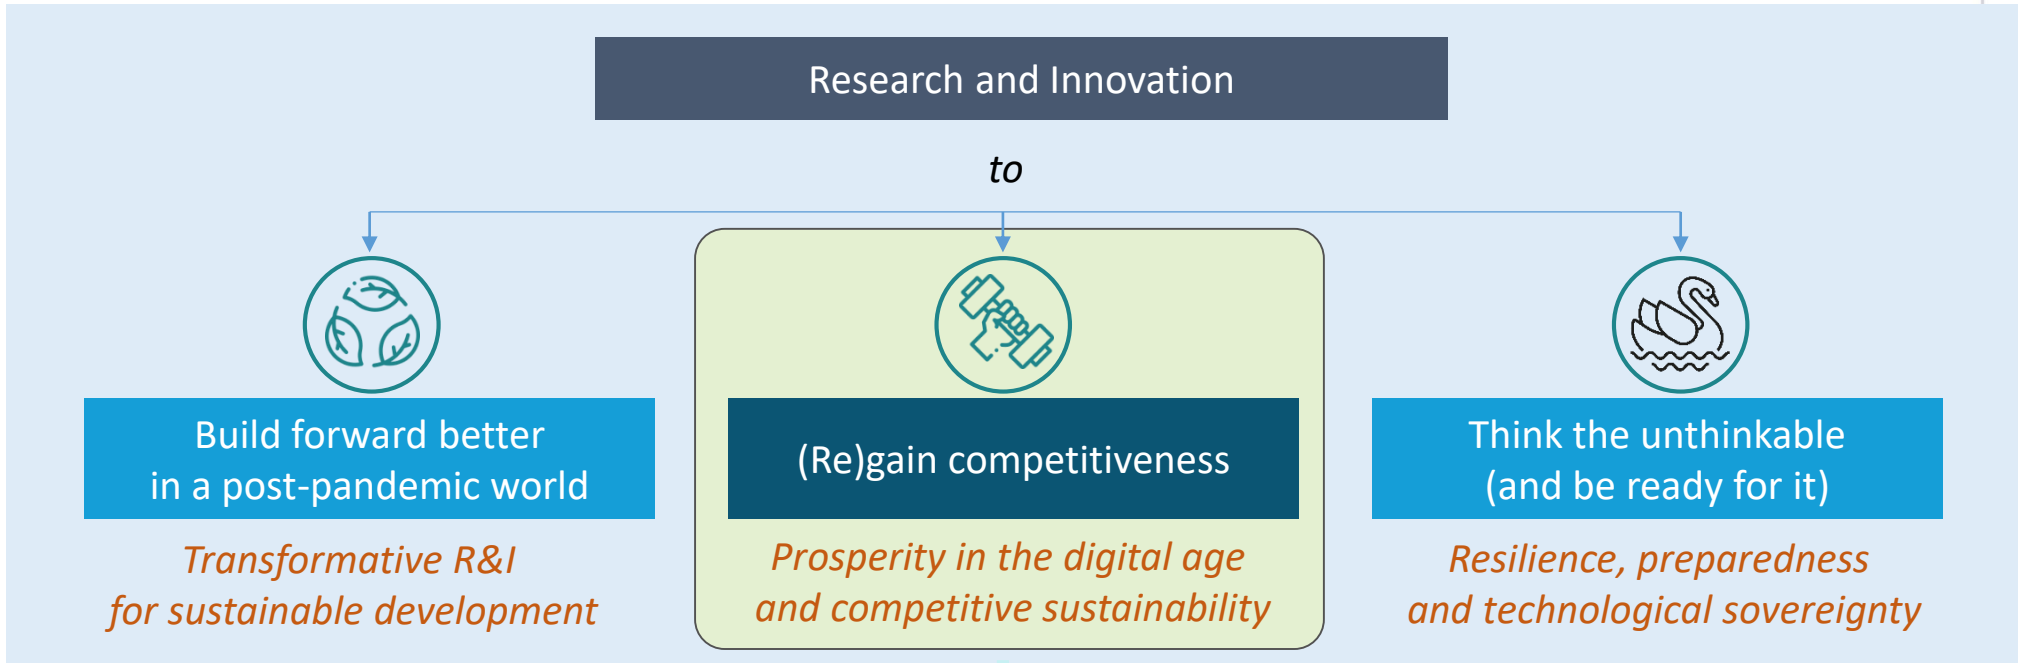 Research and Innovation
to
Build forward better
in a post-pandemic world
Transformative R&I
for sustainable development
(Re)gain competitiveness
Prosperity in the digital age
and competitive sustainability
Think the unthinkable
(and be ready for it)
Resilience, preparedness
and technological sovereignty